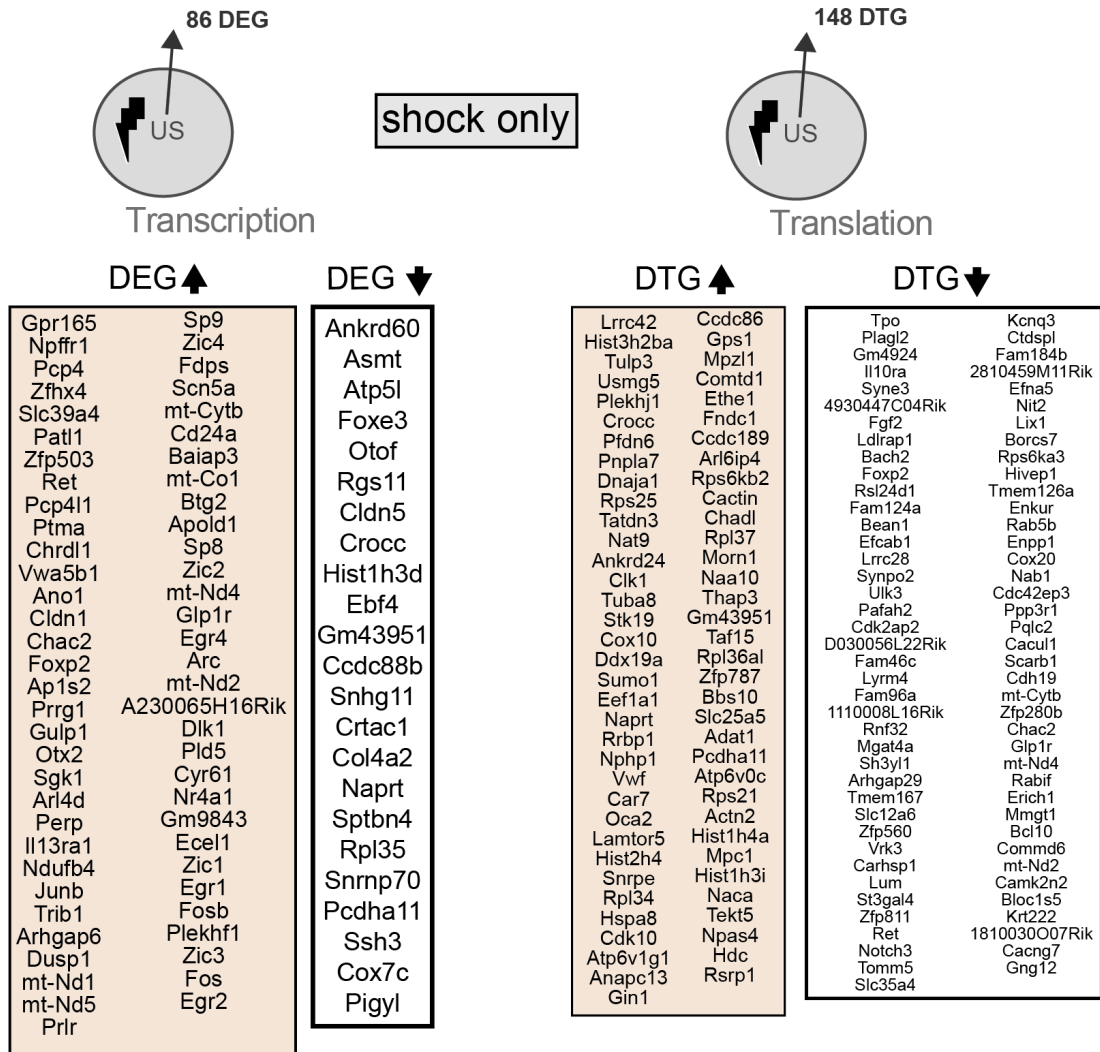 86 DEG
148 DTG
US
shock only
US
Transcription
Translation
DEG
DEG
DTG
DTG
Gpr165
Npffr1
Pcp4
Zfhx4
Slc39a4
Patl1
Zfp503
Ret
Pcp4l1
Ptma
Chrdl1
Vwa5b1
Ano1
Cldn1
Chac2
Foxp2
Ap1s2
Prrg1
Gulp1
Otx2
Sgk1
Arl4d
Perp
Il13ra1
Ndufb4
Junb
Trib1
Arhgap6
Dusp1
mt-Nd1
mt-Nd5
Prlr
Sp9
Zic4
Fdps
Scn5a
mt-Cytb
Cd24a
Baiap3
mt-Co1
Btg2
Apold1
Sp8
Zic2
mt-Nd4
Glp1r
Egr4
Arc
mt-Nd2
A230065H16Rik
Dlk1
Pld5
Cyr61
Nr4a1
Gm9843
Ecel1
Zic1
Egr1
Fosb
Plekhf1
Zic3
Fos
Egr2
Ankrd60
Asmt
Atp5l
Foxe3
Otof
Rgs11
Cldn5
Crocc
Hist1h3d
Ebf4
Gm43951
Ccdc88b
Snhg11
Crtac1
Col4a2
Naprt
Sptbn4
Rpl35
Snrnp70
Pcdha11
Ssh3
Cox7c
Pigyl
Lrrc42
Hist3h2ba
Tulp3
Usmg5
Plekhj1
Crocc
Pfdn6
Pnpla7
Dnaja1
Rps25
Tatdn3
Nat9
Ankrd24
Clk1
Tuba8
Stk19
Cox10
Ddx19a
Sumo1
Eef1a1
Naprt
Rrbp1
Nphp1
Vwf
Car7
Oca2
Lamtor5
Hist2h4
Snrpe
Rpl34
Hspa8
Cdk10
Atp6v1g1
Anapc13
Gin1
Ccdc86
Gps1
Mpzl1
Comtd1
Ethe1
Fndc1
Ccdc189
Arl6ip4
Rps6kb2
Cactin
Chadl
Rpl37
Morn1
Naa10
Thap3
Gm43951
Taf15
Rpl36al
Zfp787
Bbs10
Slc25a5
Adat1
Pcdha11
Atp6v0c
Rps21
Actn2
Hist1h4a
Mpc1
Hist1h3i
Naca
Tekt5
Npas4
Hdc
Rsrp1
Tpo
Plagl2
Gm4924
Il10ra
Syne3
4930447C04Rik
Fgf2
Ldlrap1
Bach2
Foxp2
Rsl24d1
Fam124a
Bean1
Efcab1
Lrrc28
Synpo2
Ulk3
Pafah2
Cdk2ap2
D030056L22Rik
Fam46c
Lyrm4
Fam96a
1110008L16Rik
Rnf32
Mgat4a
Sh3yl1
Arhgap29
Tmem167
Slc12a6
Zfp560
Vrk3
Carhsp1
Lum
St3gal4
Zfp811
Ret
Notch3
Tomm5
Slc35a4
Kcnq3
Ctdspl
Fam184b
2810459M11Rik
Efna5
Nit2
Lix1
Borcs7
Rps6ka3
Hivep1
Tmem126a
Enkur
Rab5b
Enpp1
Cox20
Nab1
Cdc42ep3
Ppp3r1
Pqlc2
Cacul1
Scarb1
Cdh19
mt-Cytb
Zfp280b
Chac2
Glp1r
mt-Nd4
Rabif
Erich1
Mmgt1
Bcl10
Commd6
mt-Nd2
Camk2n2
Bloc1s5
Krt222
1810030O07Rik
Cacng7
Gng12